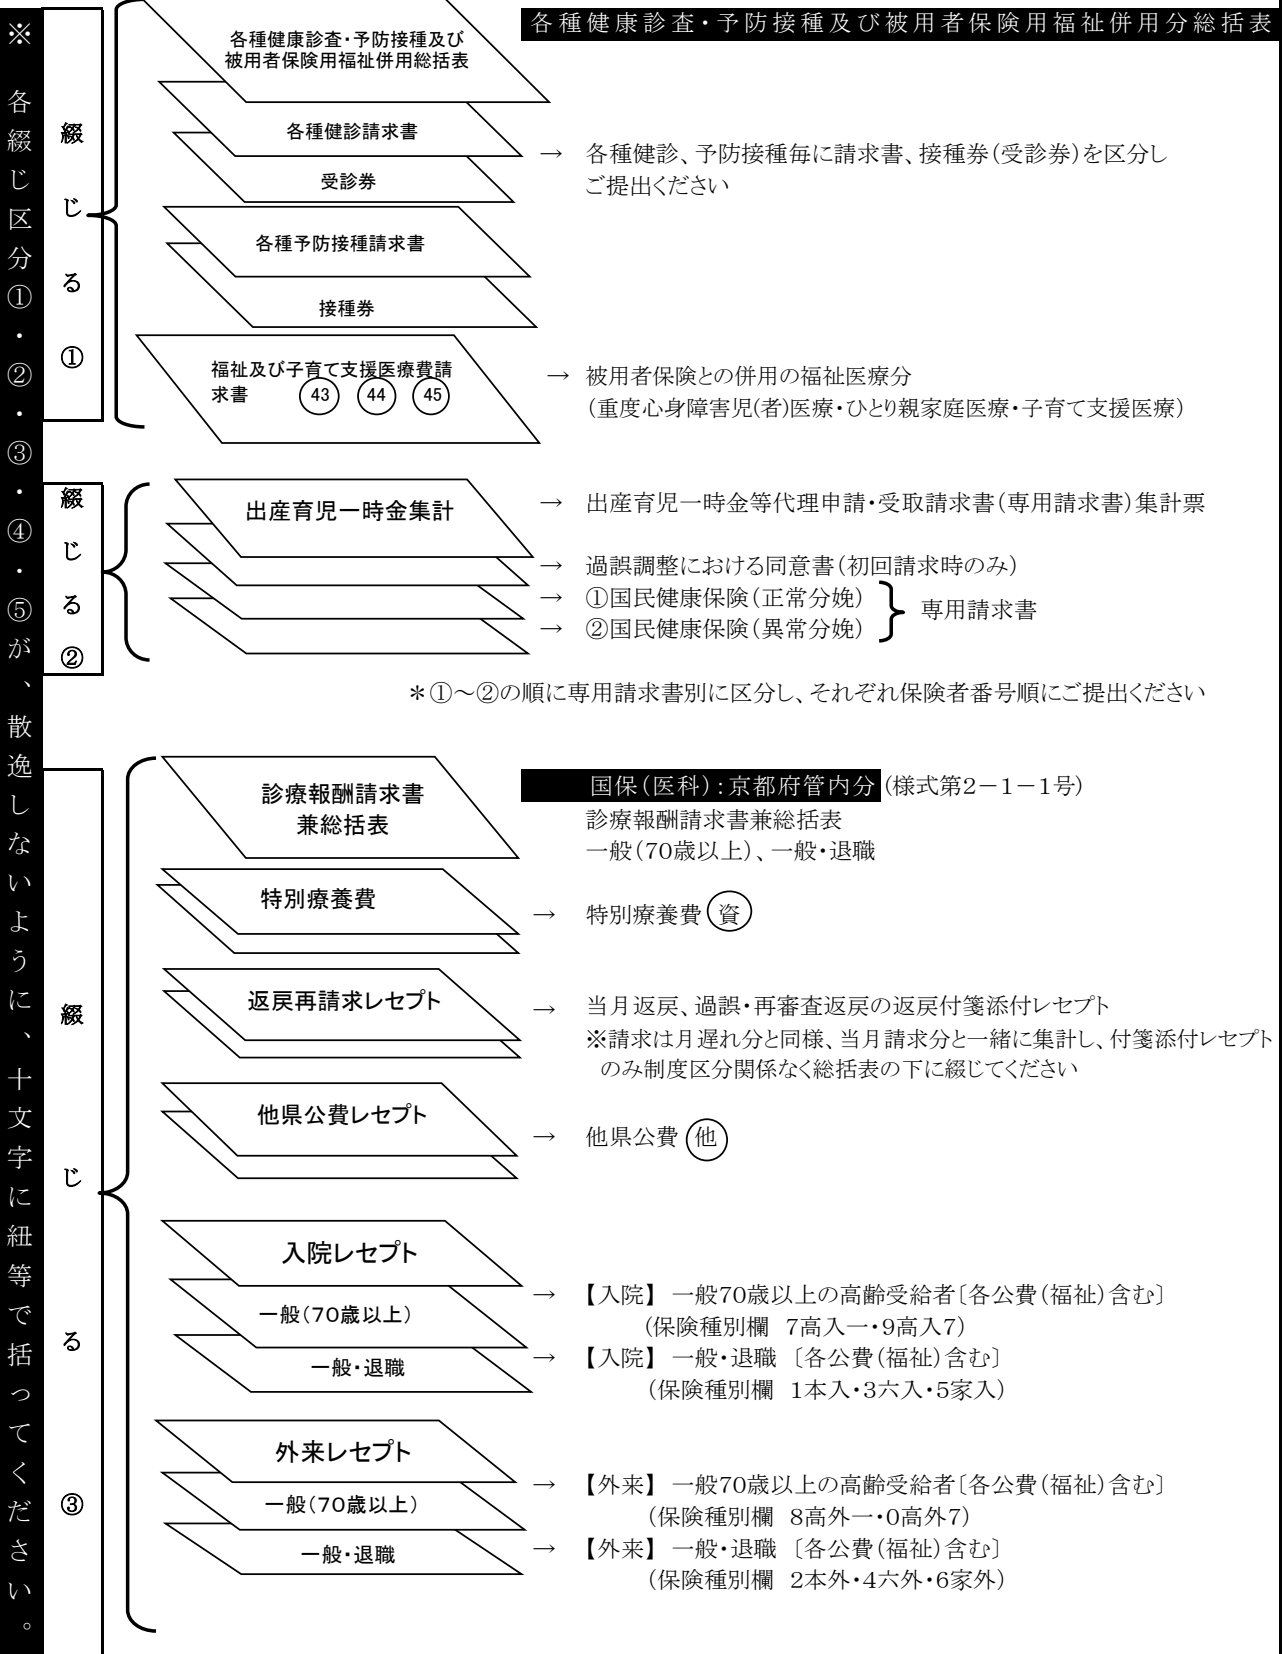 ※ 各綴じ区分①・②・③・④・⑤が、散逸しないように、十文字に紐等で括ってください。
各種健康診査・予防接種及び被用者保険用福祉併用分総括表
綴じる①
各種健康診査・予防接種及び
被用者保険用福祉併用総括表
各種健診請求書
受診券
→ 各種健診、予防接種毎に請求書、接種券(受診券)を区分し
ご提出ください
各種予防接種請求書
接種券
福祉及び子育て支援医療費請
求書 43 44 45
→ 被用者保険との併用の福祉医療分
(重度心身障害児(者)医療・ひとり親家庭医療・子育て支援医療)
綴じる②
出産育児一時金集計
→ 出産育児一時金等代理申請・受取請求書(専用請求書)集計票
→ 過誤調整における同意書(初回請求時のみ)
→ ①国民健康保険(正常分娩)
→ ②国民健康保険(異常分娩)
専用請求書
＊①～②の順に専用請求書別に区分し、それぞれ保険者番号順にご提出ください
綴じる③
診療報酬請求書
兼総括表
国保(医科):京都府管内分 (様式第2－1－1号)
診療報酬請求書兼総括表
一般(70歳以上)、一般・退職
特別療養費
→ 特別療養費 資
返戻再請求レセプト
→ 当月返戻、過誤・再審査返戻の返戻付箋添付レセプト
※請求は月遅れ分と同様、当月請求分と一緒に集計し、付箋添付レセプト
のみ制度区分関係なく総括表の下に綴じてください
他県公費レセプト
→ 他県公費 他
入院レセプト
一般(70歳以上)
一般・退職
→ 【入院】 一般70歳以上の高齢受給者〔各公費(福祉)含む〕
(保険種別欄 7高入一・9高入7)
→ 【入院】 一般・退職 〔各公費(福祉)含む〕
(保険種別欄 1本入・3六入・5家入)
外来レセプト
一般(70歳以上)
一般・退職
→ 【外来】 一般70歳以上の高齢受給者〔各公費(福祉)含む〕
(保険種別欄 8高外一・0高外7)
→ 【外来】 一般・退職 〔各公費(福祉)含む〕
(保険種別欄 2本外・4六外・6家外)